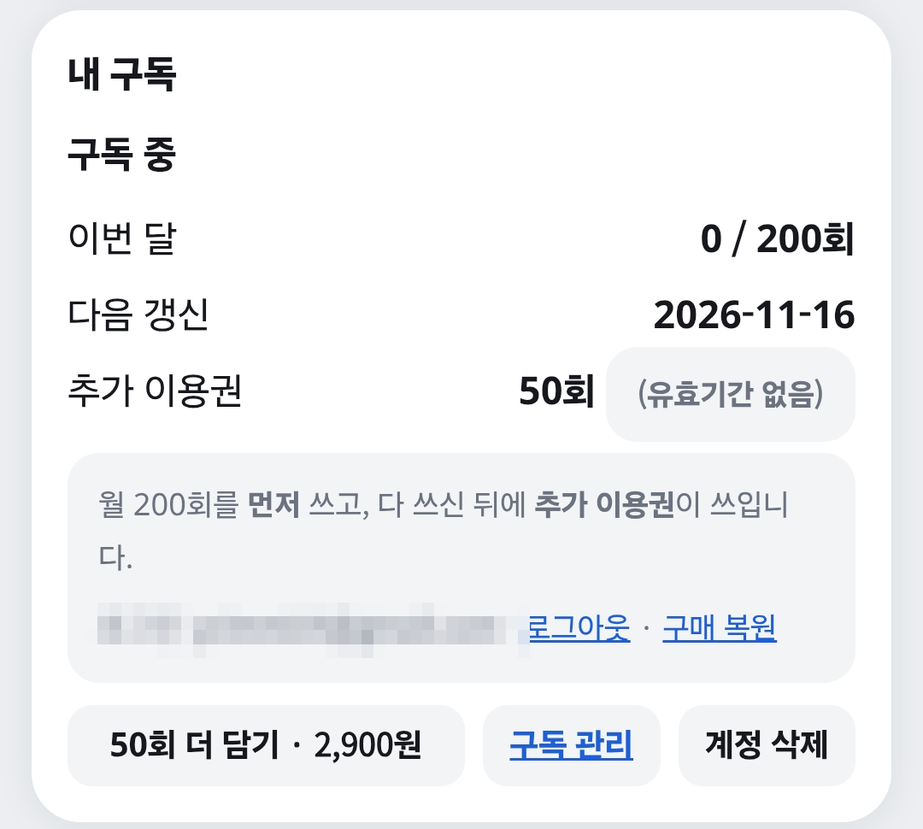 내 구독
구독 중
이번 달 0 / 200회
다음 갱신 2026-11-16
추가 이용권 50회 (유효기간 없음)
월 200회를 먼저 쓰고, 다 쓰신 뒤에 추가 이용권이 쓰입니
다.
로그아웃 · 구매 복원
50회 더 담기 · 2,900원 구독 관리 계정 삭제